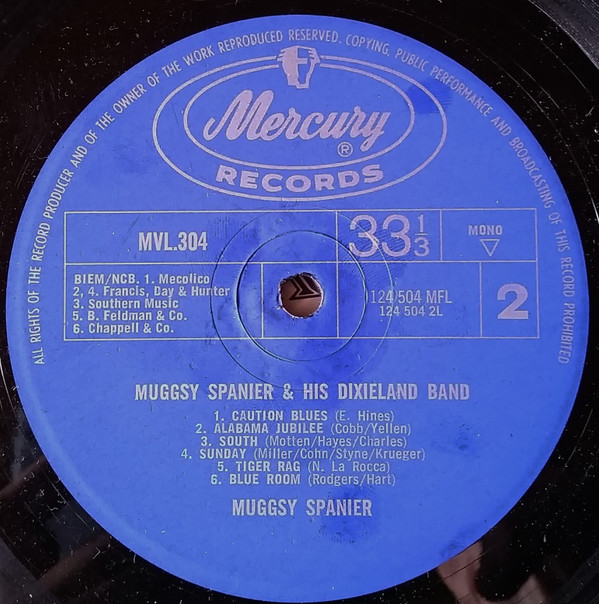 ALL RIGHTS OF THE RECORD PRODUCER AND OF THE OWNER OF THE WORK REPRODUCED RESERVED. COPYING, PUBLIC PERFORMANCE AND BROADCASTING OF THIS RECORD PROHIBITED
Mercury®
RECORDS
MVL.304
33 1/3
MONO
BIEM/NCB. 1. Mecolico
2, 4. Francis, Day & Hunter
3. Southern Music
5. B. Feldman & Co.
6. Chappell & Co.
124 504 MFL
124 504 2L
2
MUGGSY SPANIER & HIS DIXIELAND BAND
1. CAUTION BLUES (E. Hines)
2. ALABAMA JUBILEE (Cobb/Yellen)
3. SOUTH (Motten/Hayes/Charles)
4. SUNDAY (Miller/Cohn/Styne/Krueger)
5. TIGER RAG (N. La Rocca)
6. BLUE ROOM (Rodgers/Hart)
MUGGSY SPANIER